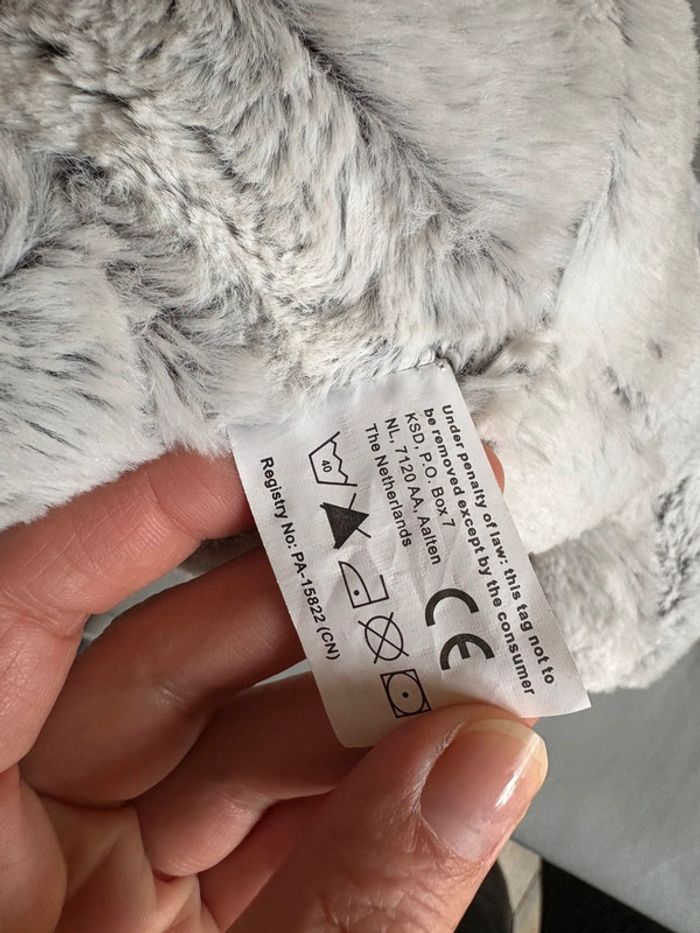 Under penalty of law: this tag not to
be removed except by the consumer
KSD, P.O. Box 7
NL, 7120 AA, Aalten
The Netherlands
CE
40
Registry No: PA-15822 (CN)